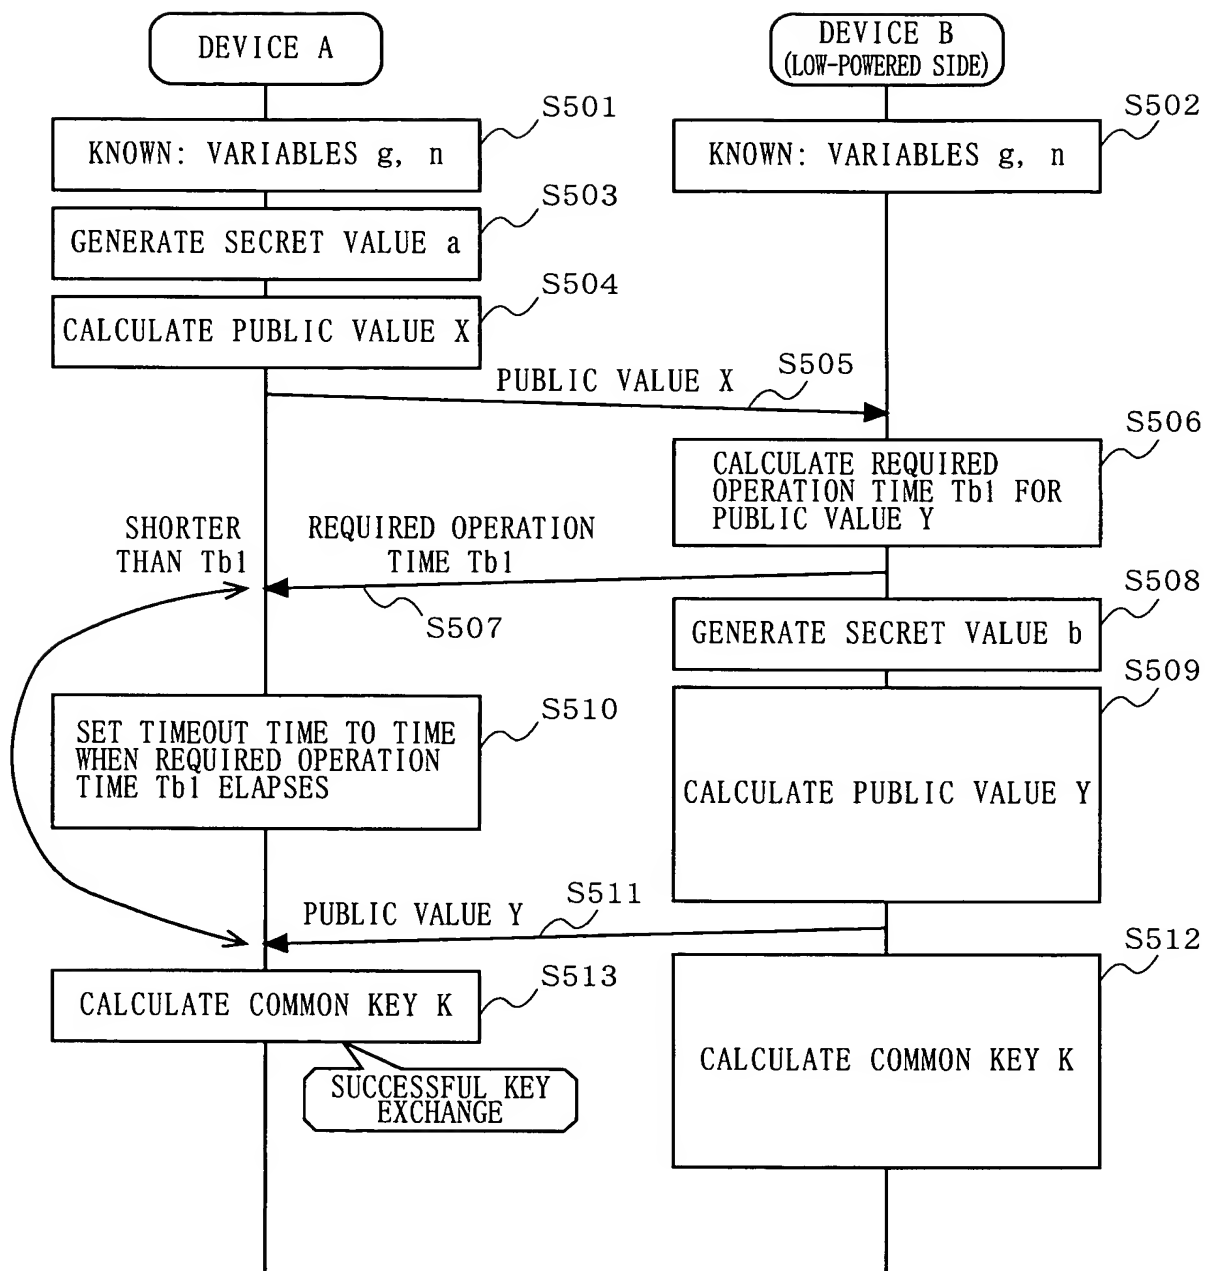 DEVICE A
DEVICE B
(LOW-POWERED SIDE)
S501
KNOWN: VARIABLES g, n
S502
KNOWN: VARIABLES g, n
S503
GENERATE SECRET VALUE a
S504
CALCULATE PUBLIC VALUE X
PUBLIC VALUE X
S505
S506
CALCULATE REQUIRED
OPERATION TIME Tb1 FOR
PUBLIC VALUE Y
SHORTER
THAN Tb1
REQUIRED OPERATION
TIME Tb1
S507
S508
GENERATE SECRET VALUE b
S509
CALCULATE PUBLIC VALUE Y
S510
SET TIMEOUT TIME TO TIME
WHEN REQUIRED OPERATION
TIME Tb1 ELAPSES
PUBLIC VALUE Y
S511
S512
CALCULATE COMMON KEY K
S513
CALCULATE COMMON KEY K
SUCCESSFUL KEY
EXCHANGE